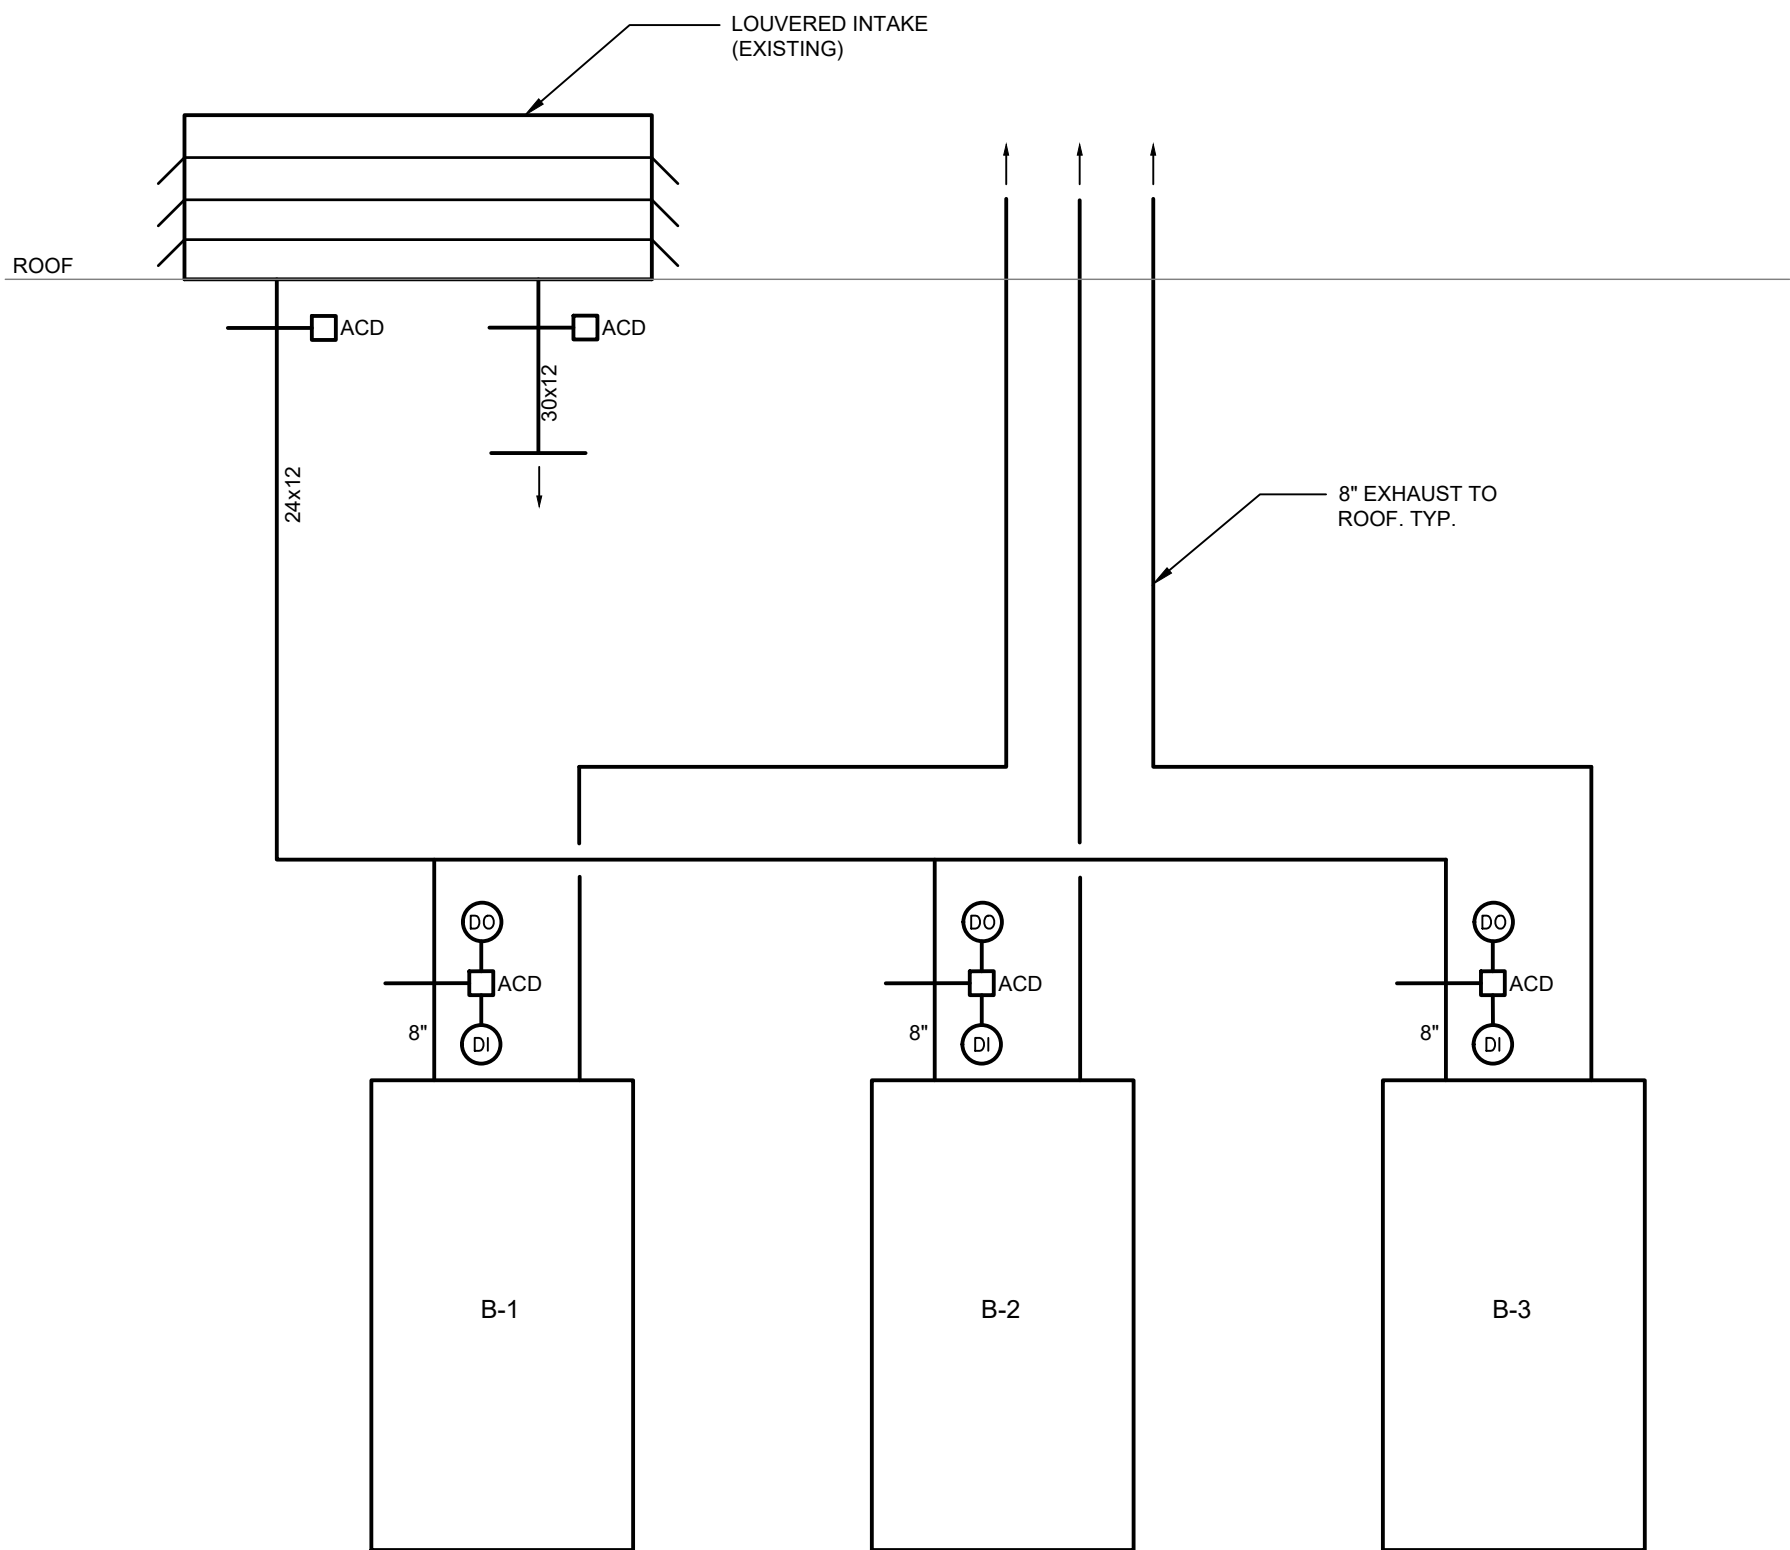 LOUVERED INTAKE
(EXISTING)
ROOF
ACD
ACD
30x12
24x12
8" EXHAUST TO
ROOF. TYP.
DO
DO
DO
ACD
ACD
ACD
8"
DI
8"
DI
8"
DI
B-1
B-2
B-3